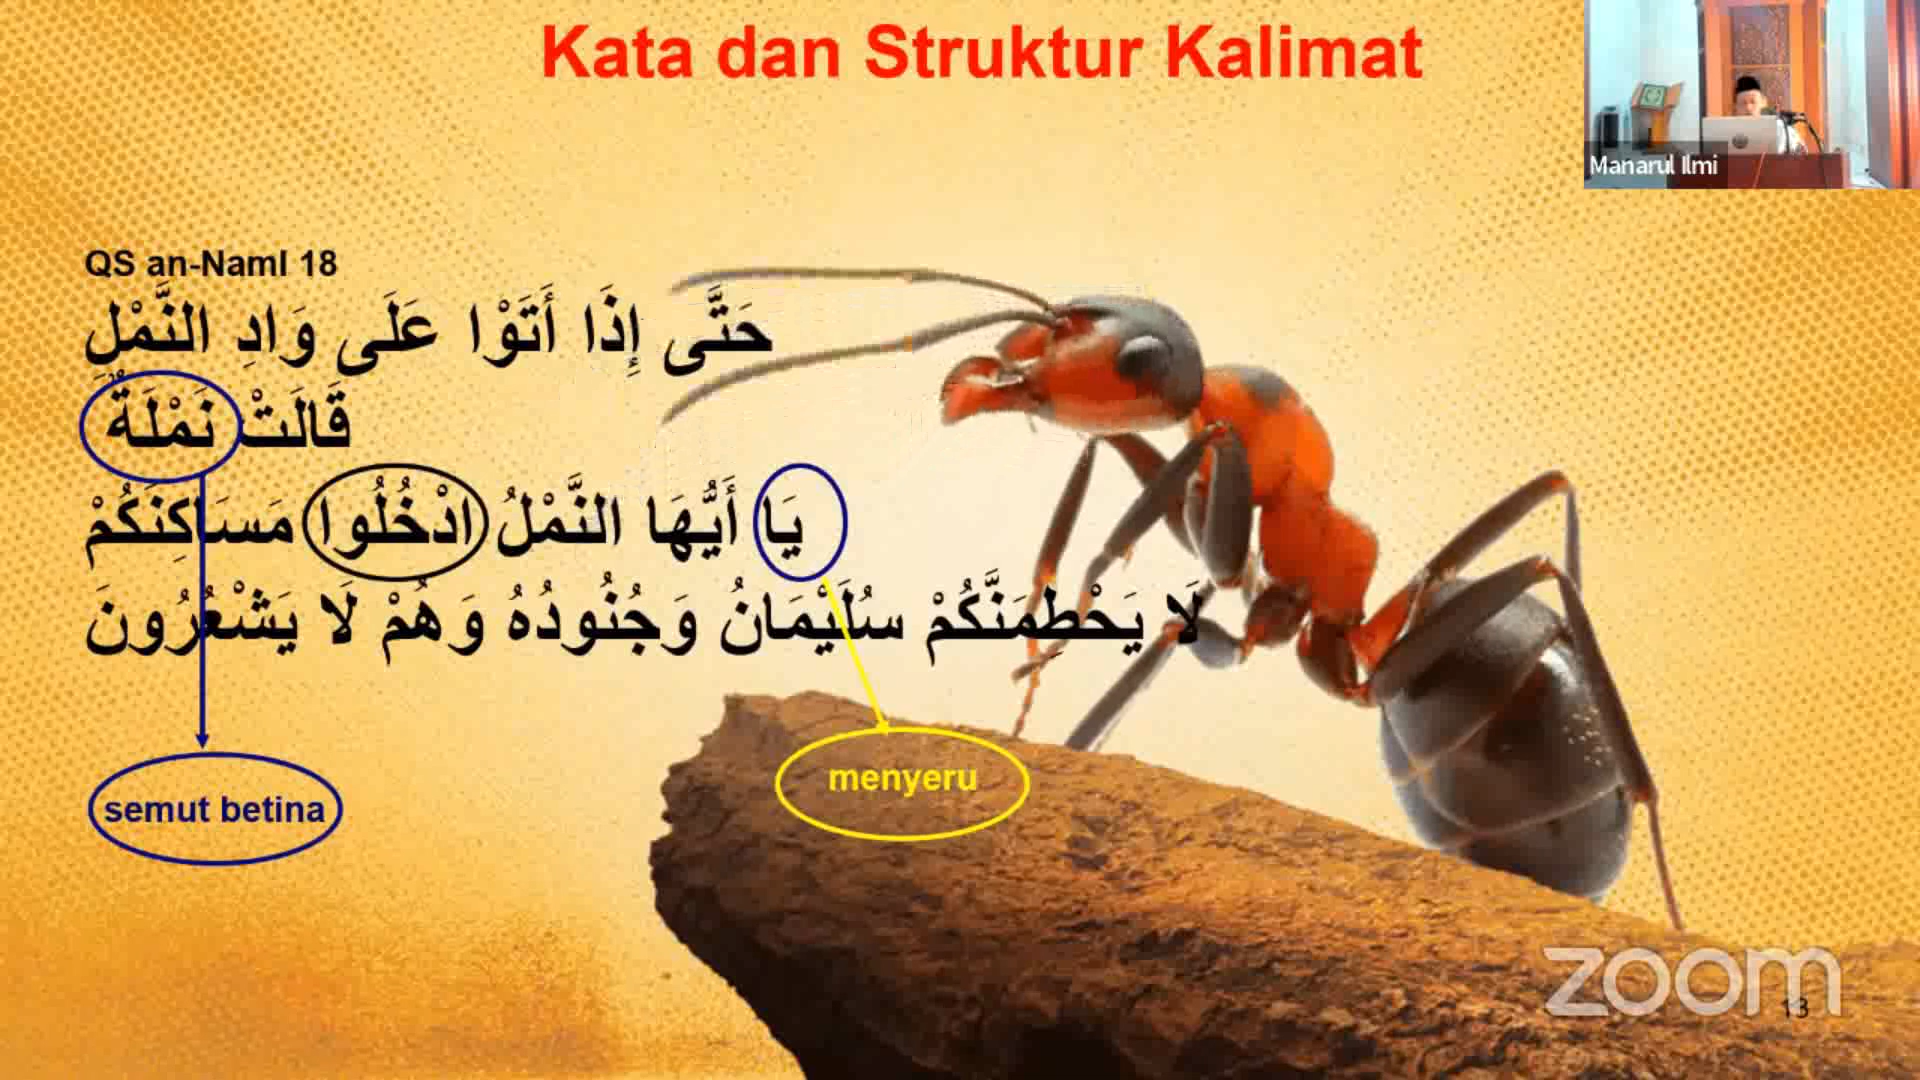 Kata dan Struktur Kalimat
Manarul Ilmi
QS an-Naml 18
حَتَّى إِذَا أَتَوْا عَلَى وَادِ النَّمْلِ
قَالَتْ نَمْلَةٌ
يَا أَيُّهَا النَّمْلُ ادْخُلُوا مَسَاكِنَكُمْ
لَا يَحْطِمَنَّكُمْ سُلَيْمَانُ وَجُنُودُهُ وَهُمْ لَا يَشْعُرُونَ
menyeru
semut betina
zoom
13